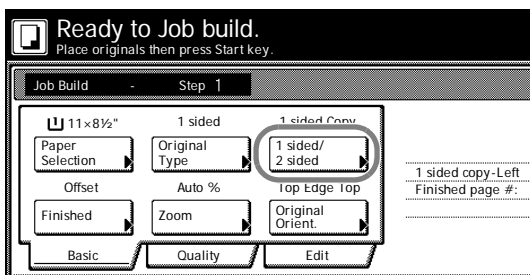 Ready to Job build.
Place originals then press Start key.
Job Build - Step 1
11×8½" 1 sided 1 sided Copy
Paper Selection
Original Type
1 sided/ 2 sided
1 sided copy-Left
Finished page #:
Offset Auto % Top Edge Top
Finished
Zoom
Original Orient.
Basic Quality Edit